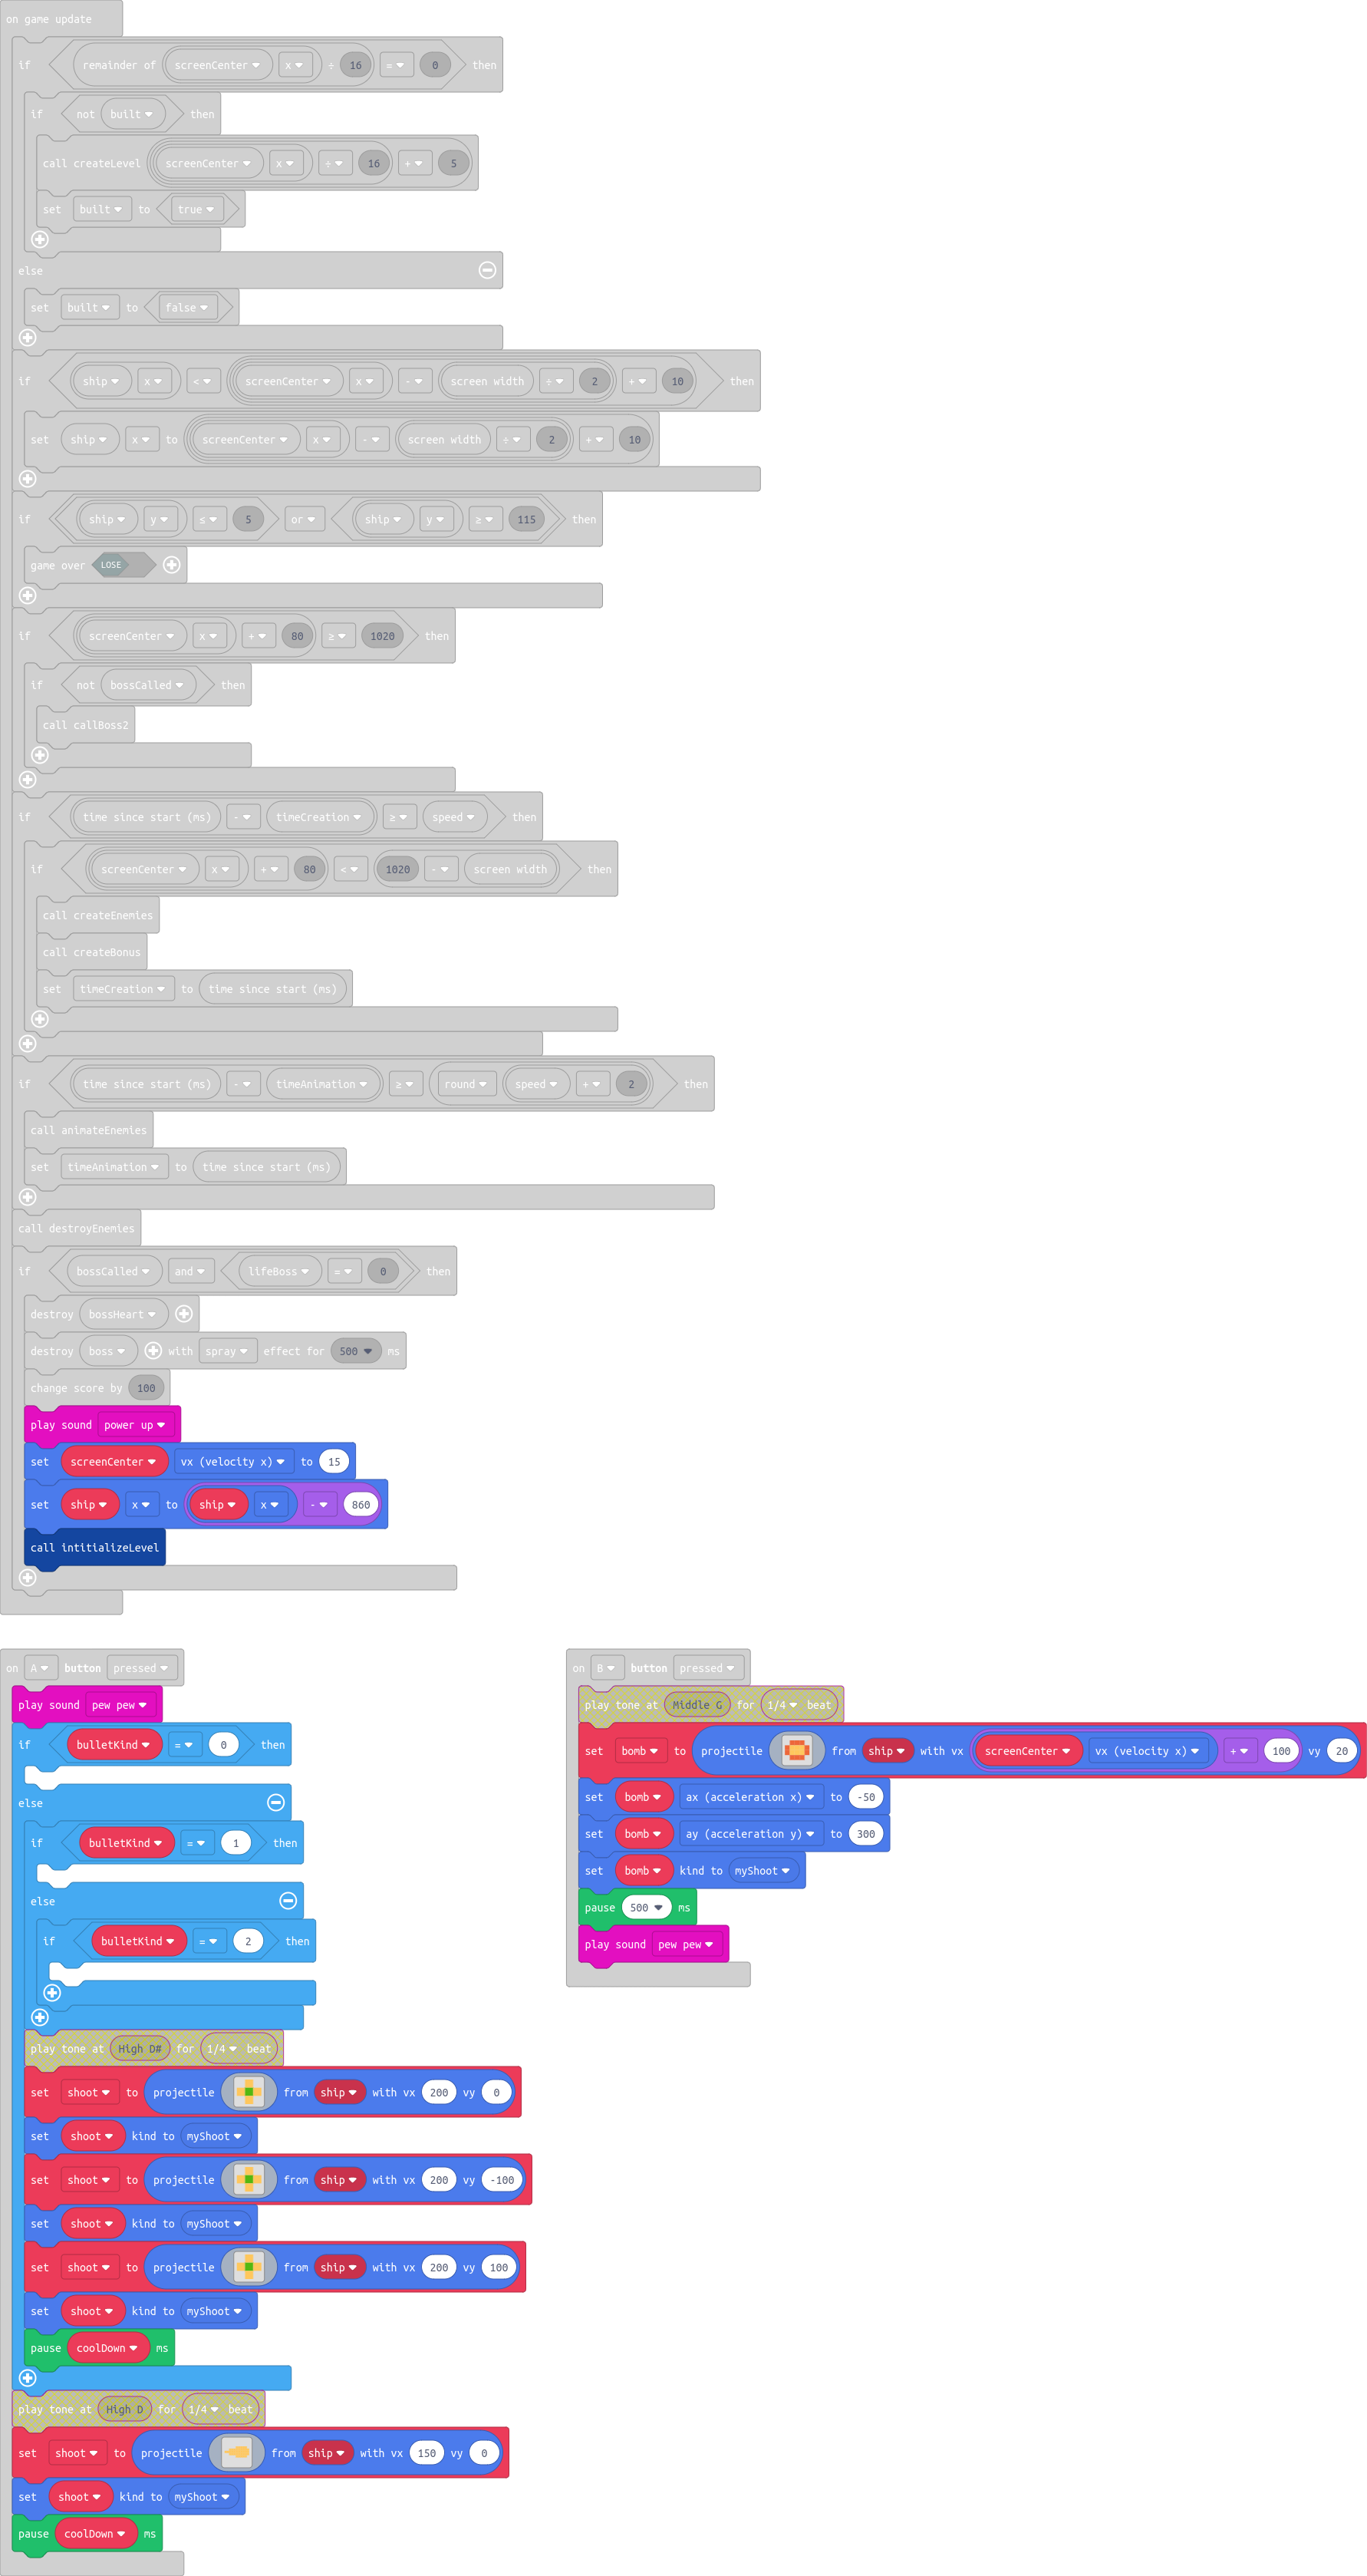 on game update
if remainder of screenCenter x ÷ 16 = 0 then
if not built then
call createLevel screenCenter x ÷ 16 + 5
set built to true
else
set built to false
if ship x < screenCenter x - screen width ÷ 2 + 10 then
set ship x to screenCenter x - screen width ÷ 2 + 10
if ship y ≤ 5 or ship y ≥ 115 then
game over LOSE
if screenCenter x + 80 ≥ 1020 then
if not bossCalled then
call callBoss2
if time since start (ms) - timeCreation ≥ speed then
if screenCenter x + 80 < 1020 - screen width then
call createEnemies
call createBonus
set timeCreation to time since start (ms)
if time since start (ms) - timeAnimation ≥ round speed ÷ 2 then
call animateEnemies
set timeAnimation to time since start (ms)
call destroyEnemies
if bossCalled and lifeBoss = 0 then
destroy bossHeart
destroy boss with spray effect for 500 ms
change score by 100
play sound power up
set screenCenter vx (velocity x) to 15
set ship x to ship x - 860
call intitializeLevel
on A button pressed
play sound pew pew
if bulletKind = 0 then
else
if bulletKind = 1 then
else
if bulletKind = 2 then
play tone at High D# for 1/4 beat
set shoot to projectile from ship with vx 200 vy 0
set shoot kind to myShoot
set shoot to projectile from ship with vx 200 vy -100
set shoot kind to myShoot
set shoot to projectile from ship with vx 200 vy 100
set shoot kind to myShoot
pause coolDown ms
play tone at High D for 1/4 beat
set shoot to projectile from ship with vx 150 vy 0
set shoot kind to myShoot
pause coolDown ms
on B button pressed
play tone at Middle G for 1/4 beat
set bomb to projectile from ship with vx screenCenter vx (velocity x) + 100 vy 20
set bomb ax (acceleration x) to -50
set bomb ay (acceleration y) to 300
set bomb kind to myShoot
pause 500 ms
play sound pew pew